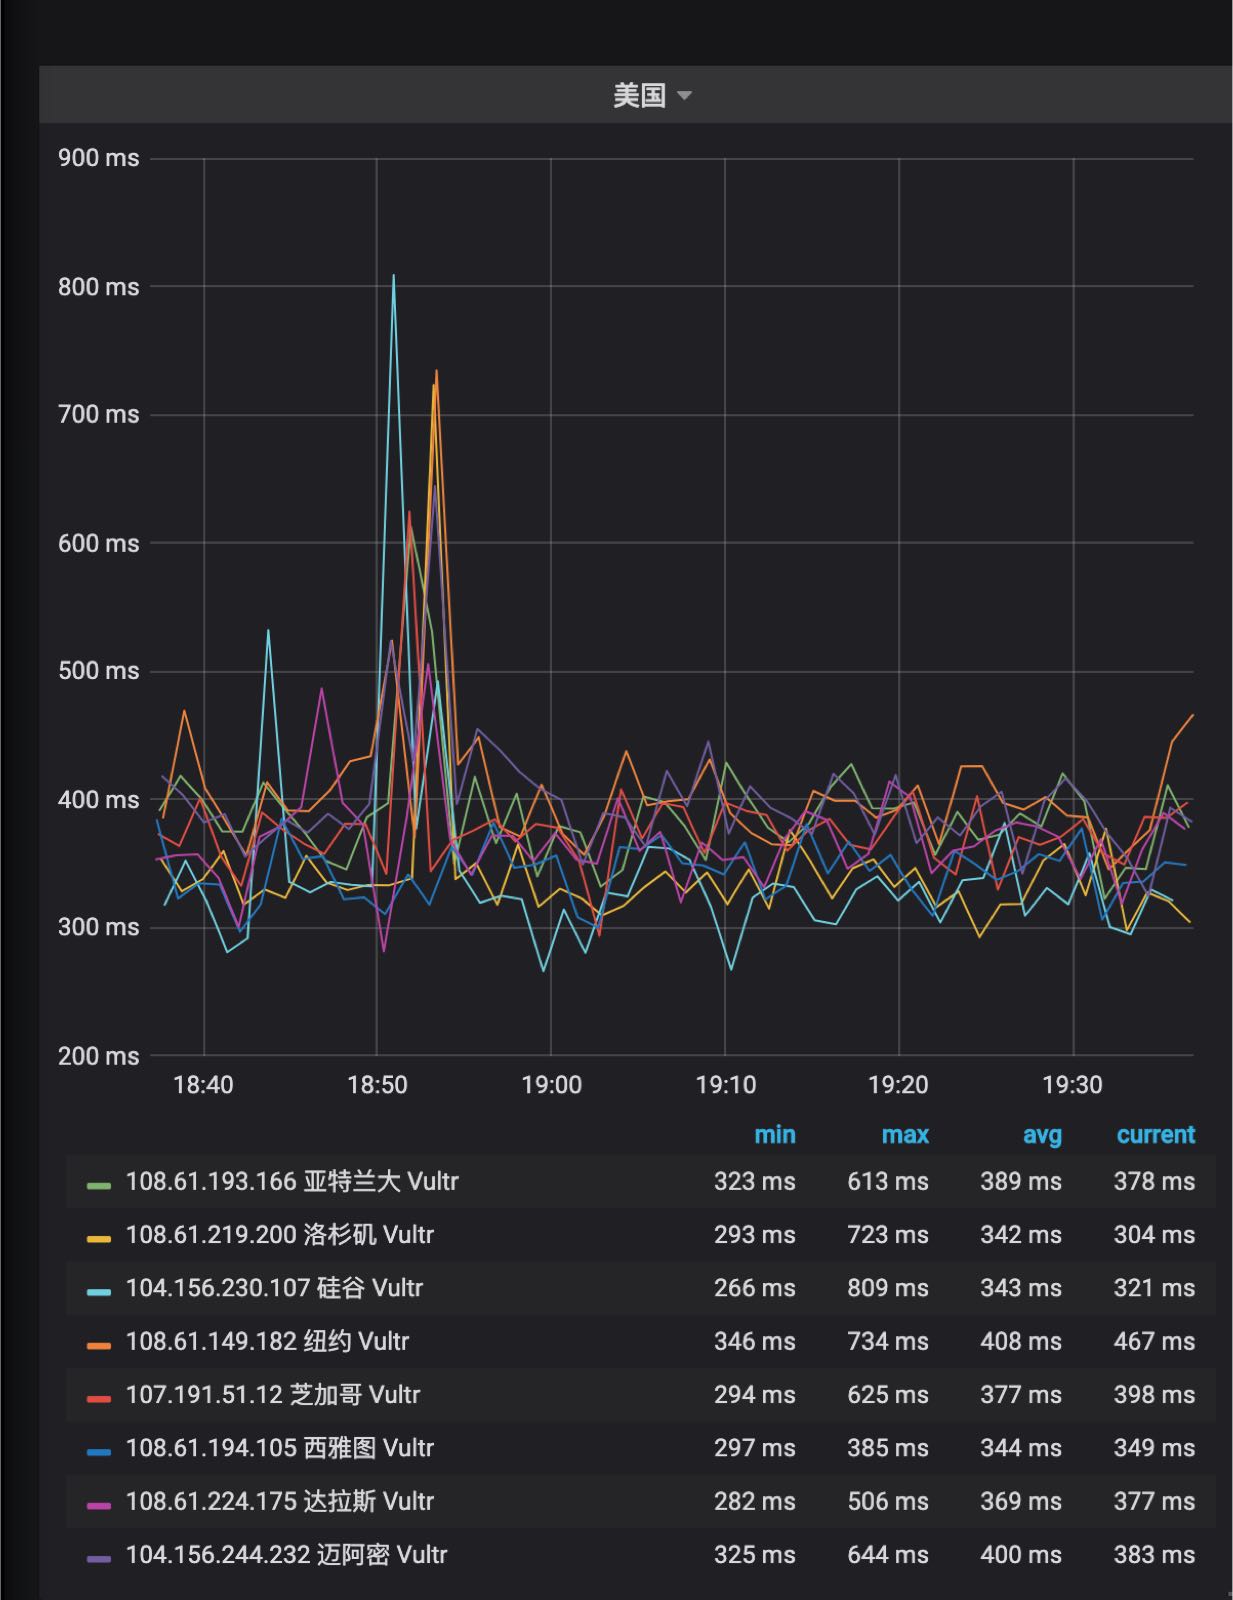 美国
900 ms
800 ms
700 ms
600 ms
500 ms
400 ms
300 ms
200 ms
18:40 18:50 19:00 19:10 19:20 19:30
min max avg current
108.61.193.166 亚特兰大 Vultr 323 ms 613 ms 389 ms 378 ms
108.61.219.200 洛杉矶 Vultr 293 ms 723 ms 342 ms 304 ms
104.156.230.107 硅谷 Vultr 266 ms 809 ms 343 ms 321 ms
108.61.149.182 纽约 Vultr 346 ms 734 ms 408 ms 467 ms
107.191.51.12 芝加哥 Vultr 294 ms 625 ms 377 ms 398 ms
108.61.194.105 西雅图 Vultr 297 ms 385 ms 344 ms 349 ms
108.61.224.175 达拉斯 Vultr 282 ms 506 ms 369 ms 377 ms
104.156.244.232 迈阿密 Vultr 325 ms 644 ms 400 ms 383 ms